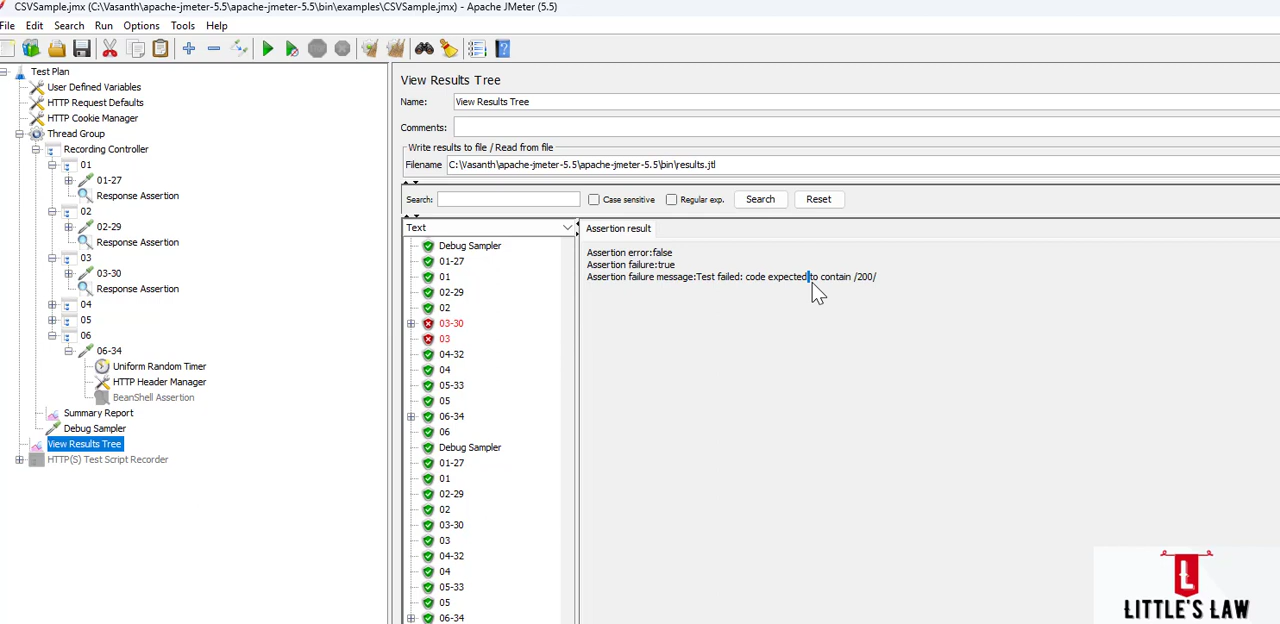 CSVSample.jmx (C:\Vasanth\apache-jmeter-5.5\apache-jmeter-5.5\bin\examples\CSVSample.jmx) - Apache JMeter (5.5)
File Edit Search Run Options Tools Help
Test Plan
User Defined Variables
HTTP Request Defaults
HTTP Cookie Manager
Thread Group
Recording Controller
01
01-27
Response Assertion
02
02-29
Response Assertion
03
03-30
Response Assertion
04
05
06
06-34
Uniform Random Timer
HTTP Header Manager
BeanShell Assertion
Summary Report
Debug Sampler
View Results Tree
HTTP(S) Test Script Recorder
View Results Tree
Name: View Results Tree
Comments:
Write results to file / Read from file
Filename C:\Vasanth\apache-jmeter-5.5\apache-jmeter-5.5\bin\results.jtl
Search: Case sensitive Regular exp. Search Reset
Text
Debug Sampler
01-27
01
02-29
02
03-30
03
04-32
04
05-33
05
06-34
06
Debug Sampler
01-27
01
02-29
02
03-30
03
04-32
04
05-33
05
06-34
Assertion result
Assertion error:false
Assertion failure:true
Assertion failure message:Test failed: code expected to contain /200/
L
LITTLE'S LAW